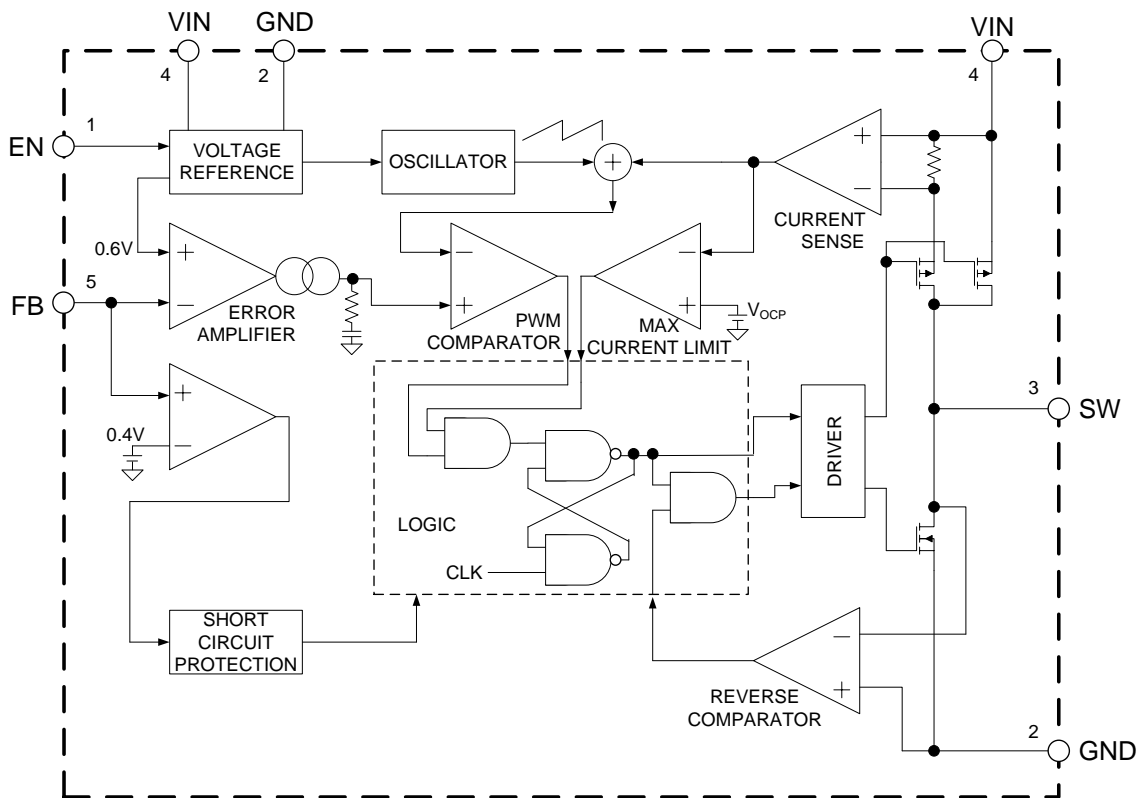 VIN
GND
VIN
4
2
4
EN
1
VOLTAGE
REFERENCE
OSCILLATOR
+
+
−
CURRENT
SENSE
0.6V
+
−
ERROR
AMPLIFIER
FB
5
−
+
PWM
COMPARATOR
−
+
MAX
CURRENT LIMIT
VOCP
+
−
0.4V
LOGIC
CLK
DRIVER
3
SW
SHORT
CIRCUIT
PROTECTION
−
+
REVERSE
COMPARATOR
2
GND